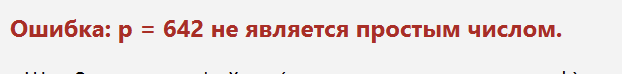 Ошибка: p = 642 не является простым числом.